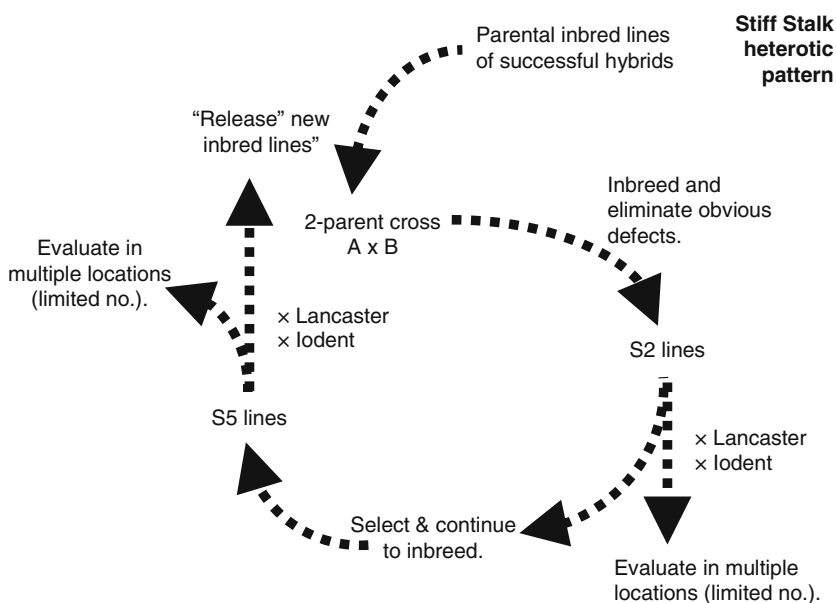 Stiff Stalk
heterotic
pattern
Parental inbred lines
of successful hybrids
“Release” new
inbred lines”
2-parent cross
A x B
Inbreed and
eliminate obvious
defects.
Evaluate in
multiple locations
(limited no.).
× Lancaster
× Iodent
S2 lines
S5 lines
× Lancaster
× Iodent
Select & continue
to inbreed.
Evaluate in multiple
locations (limited no.).